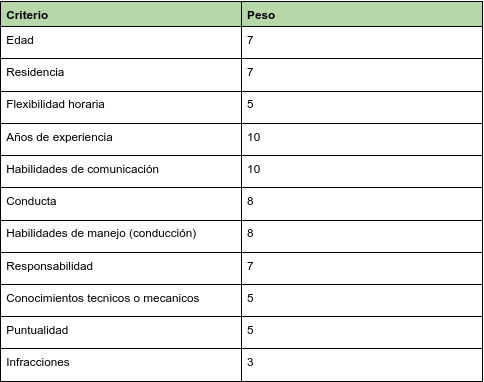 Criterio Peso
Edad 7
Residencia 7
Flexibilidad horaria 5
Años de experiencia 10
Habilidades de comunicación 10
Conducta 8
Habilidades de manejo (conducción) 8
Responsabilidad 7
Conocimientos tecnicos o mecanicos 5
Puntualidad 5
Infracciones 3